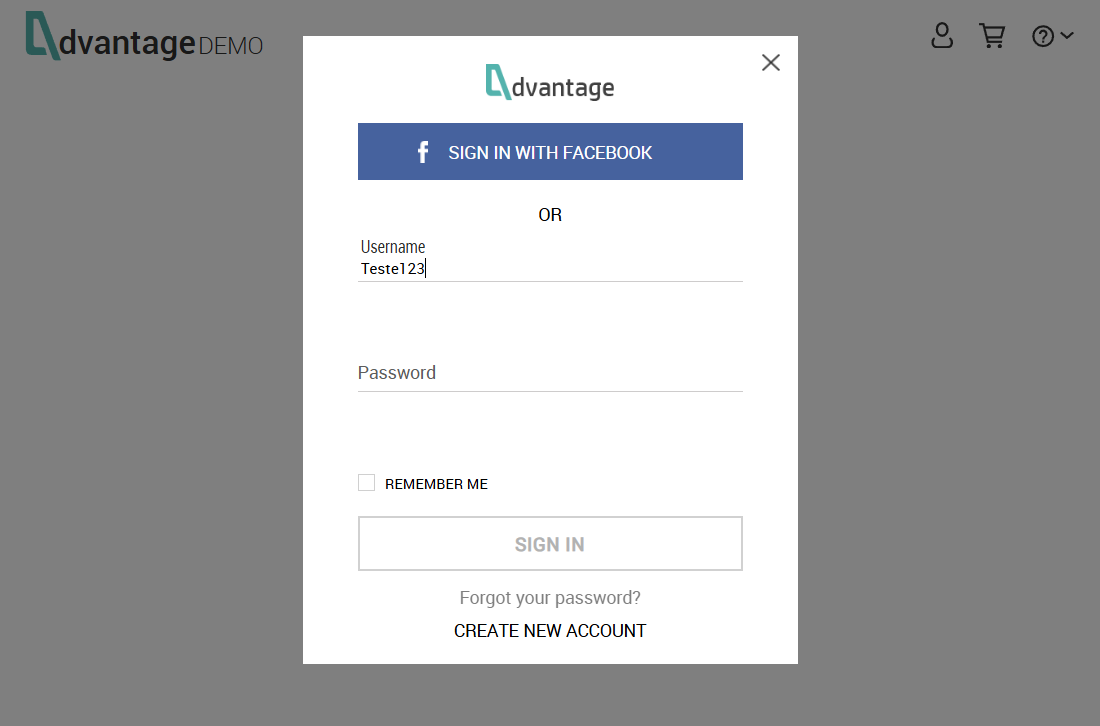 dvantage DEMO
dvantage
f SIGN IN WITH FACEBOOK
OR
Username
Teste123
Password
REMEMBER ME
SIGN IN
Forgot your password?
CREATE NEW ACCOUNT